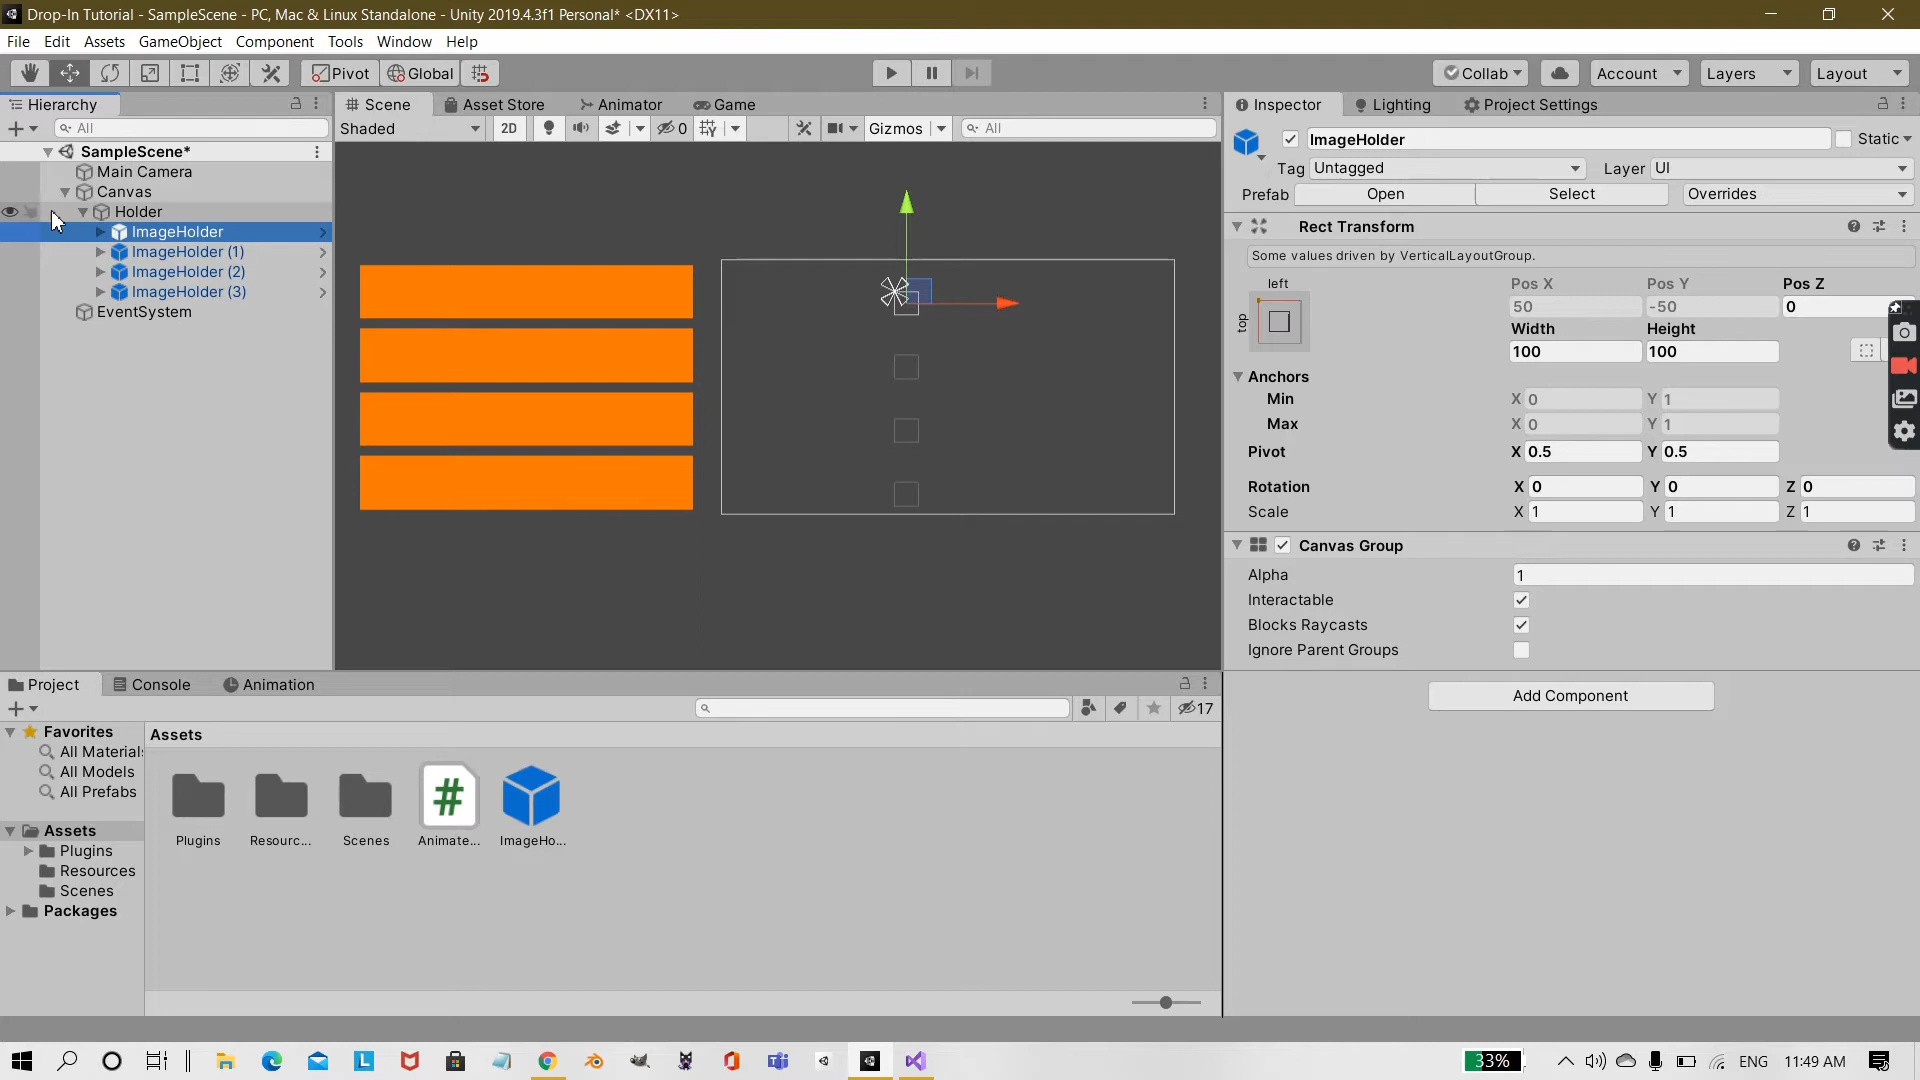 Drop-In Tutorial - SampleScene - PC, Mac & Linux Standalone - Unity 2019.4.3f1 Personal* <DX11>
File Edit Assets GameObject Component Tools Window Help
Pivot Global Collab Account Layers Layout
Hierarchy
All
SampleScene*
Main Camera
Canvas
Holder
ImageHolder
ImageHolder (1)
ImageHolder (2)
ImageHolder (3)
EventSystem
Scene Asset Store Animator Game
Shaded 2D 0 Gizmos All
Inspector Lighting Project Settings
ImageHolder Static
Tag Untagged Layer UI
Prefab Open Select Overrides
Rect Transform
Some values driven by VerticalLayoutGroup.
left Pos X Pos Y Pos Z
top 50 -50 0
Width Height
100 100
Anchors
Min X 0 Y 1
Max X 0 Y 1
Pivot X 0.5 Y 0.5
Rotation X 0 Y 0 Z 0
Scale X 1 Y 1 Z 1
Canvas Group
Alpha 1
Interactable
Blocks Raycasts
Ignore Parent Groups
Add Component
Project Console Animation
17
Favorites
All Material
All Models
All Prefabs
Assets
Plugins
Resources
Scenes
Packages
Assets
Plugins Resourc... Scenes Animate... ImageHo...
33% ENG 11:49 AM